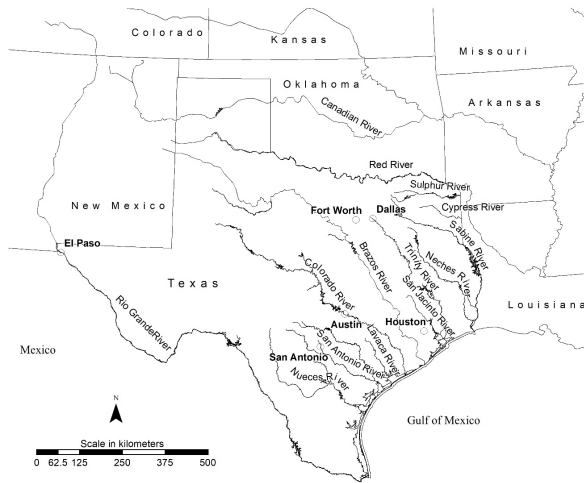 Colorado
Kansas
Missouri
Oklahoma
Arkansas
Canadian River
Red River
Sulphur River
Cypress River
New Mexico
Fort Worth
Dallas
Sabine River
El Paso
Brazos River
Trinity River
Neches River
Texas
Colorado River
San Jacinto River
Louisiana
Rio GrandeRiver
Austin
Houston
Lavaca River
Mexico
San Antonio
San Antonio River
Nueces River
Gulf of Mexico
N
Scale in kilometers
0 62.5 125 250 375 500